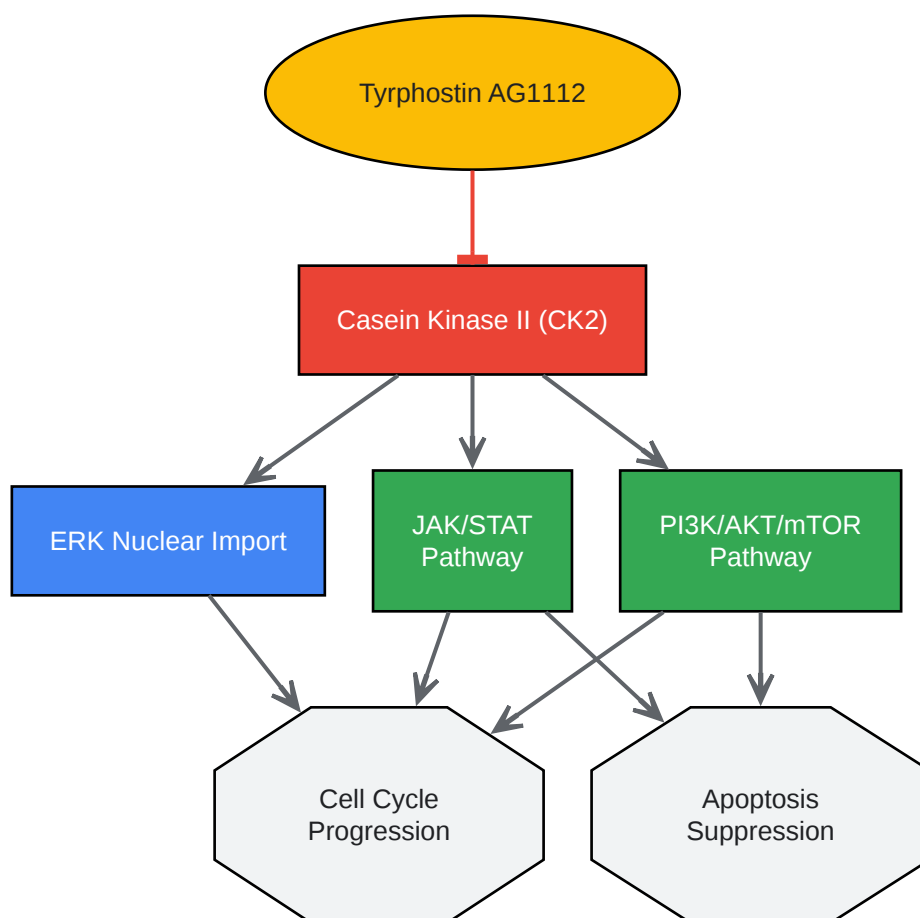 Tyrphostin AG1112
Casein Kinase II (CK2)
ERK Nuclear Import
JAK/STAT
Pathway
PI3K/AKT/mTOR
Pathway
Cell Cycle
Progression
Apoptosis
Suppression